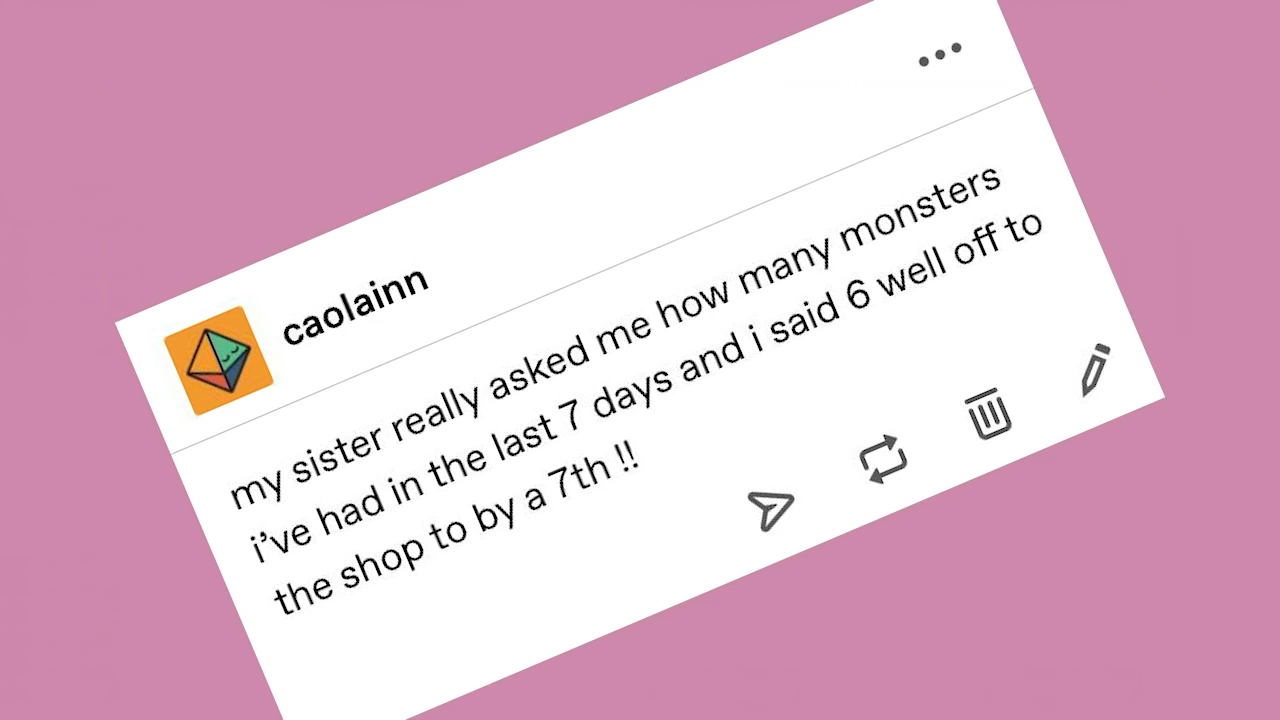 caolainn
my sister really asked me how many monsters
i've had in the last 7 days and i said 6 well off to
the shop to by a 7th !!